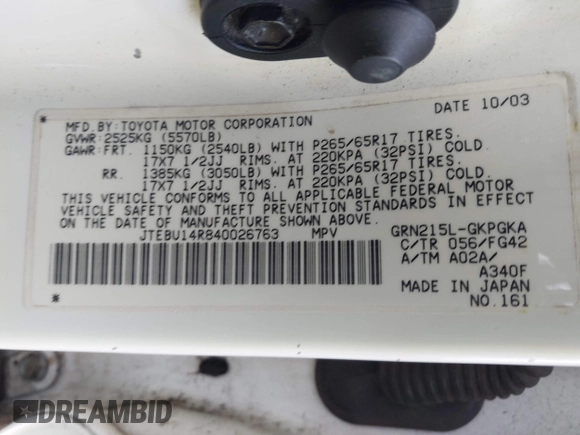 MFD.BY:TOYOTA MOTOR CORPORATION DATE 10/03
GVWR:2525KG (5570LB)
GAWR:FRT. 1150KG (2540LB) WITH P265/65R17 TIRES.
17X7 1/2JJ RIMS. AT 220KPA (32PSI) COLD.
RR. 1385KG (3050LB) WITH P265/65R17 TIRES.
17X7 1/2JJ RIMS. AT 220KPA (32PSI) COLD.
THIS VEHICLE CONFORMS TO ALL APPLICABLE FEDERAL MOTOR
VEHICLE SAFETY AND THEFT PREVENTION STANDARDS IN EFFECT
ON THE DATE OF MANUFACTURE SHOWN ABOVE.
JTEBU14R840026763 MPV GRN215L-GKPGKA
C/TR 056/FG42
A/TM A02A/
A340F
MADE IN JAPAN
NO.161
DREAMBID